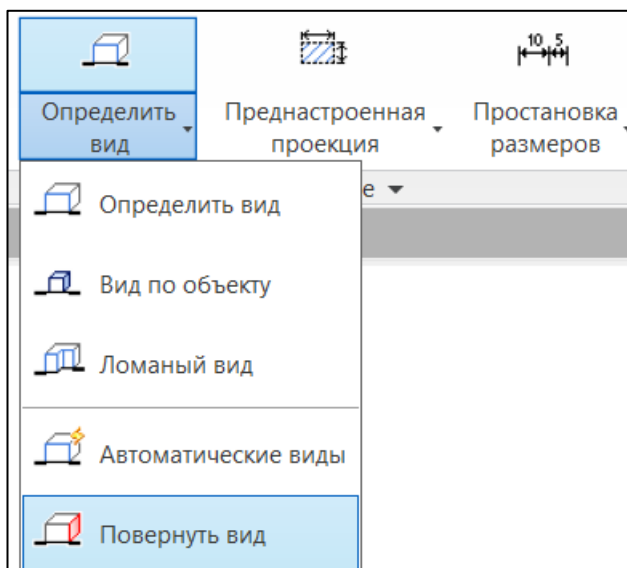 10 5
Определить
вид
Преднастроенная
проекция
Простановка
размеров
е
Определить вид
Вид по объекту
Ломаный вид
Автоматические виды
Повернуть вид